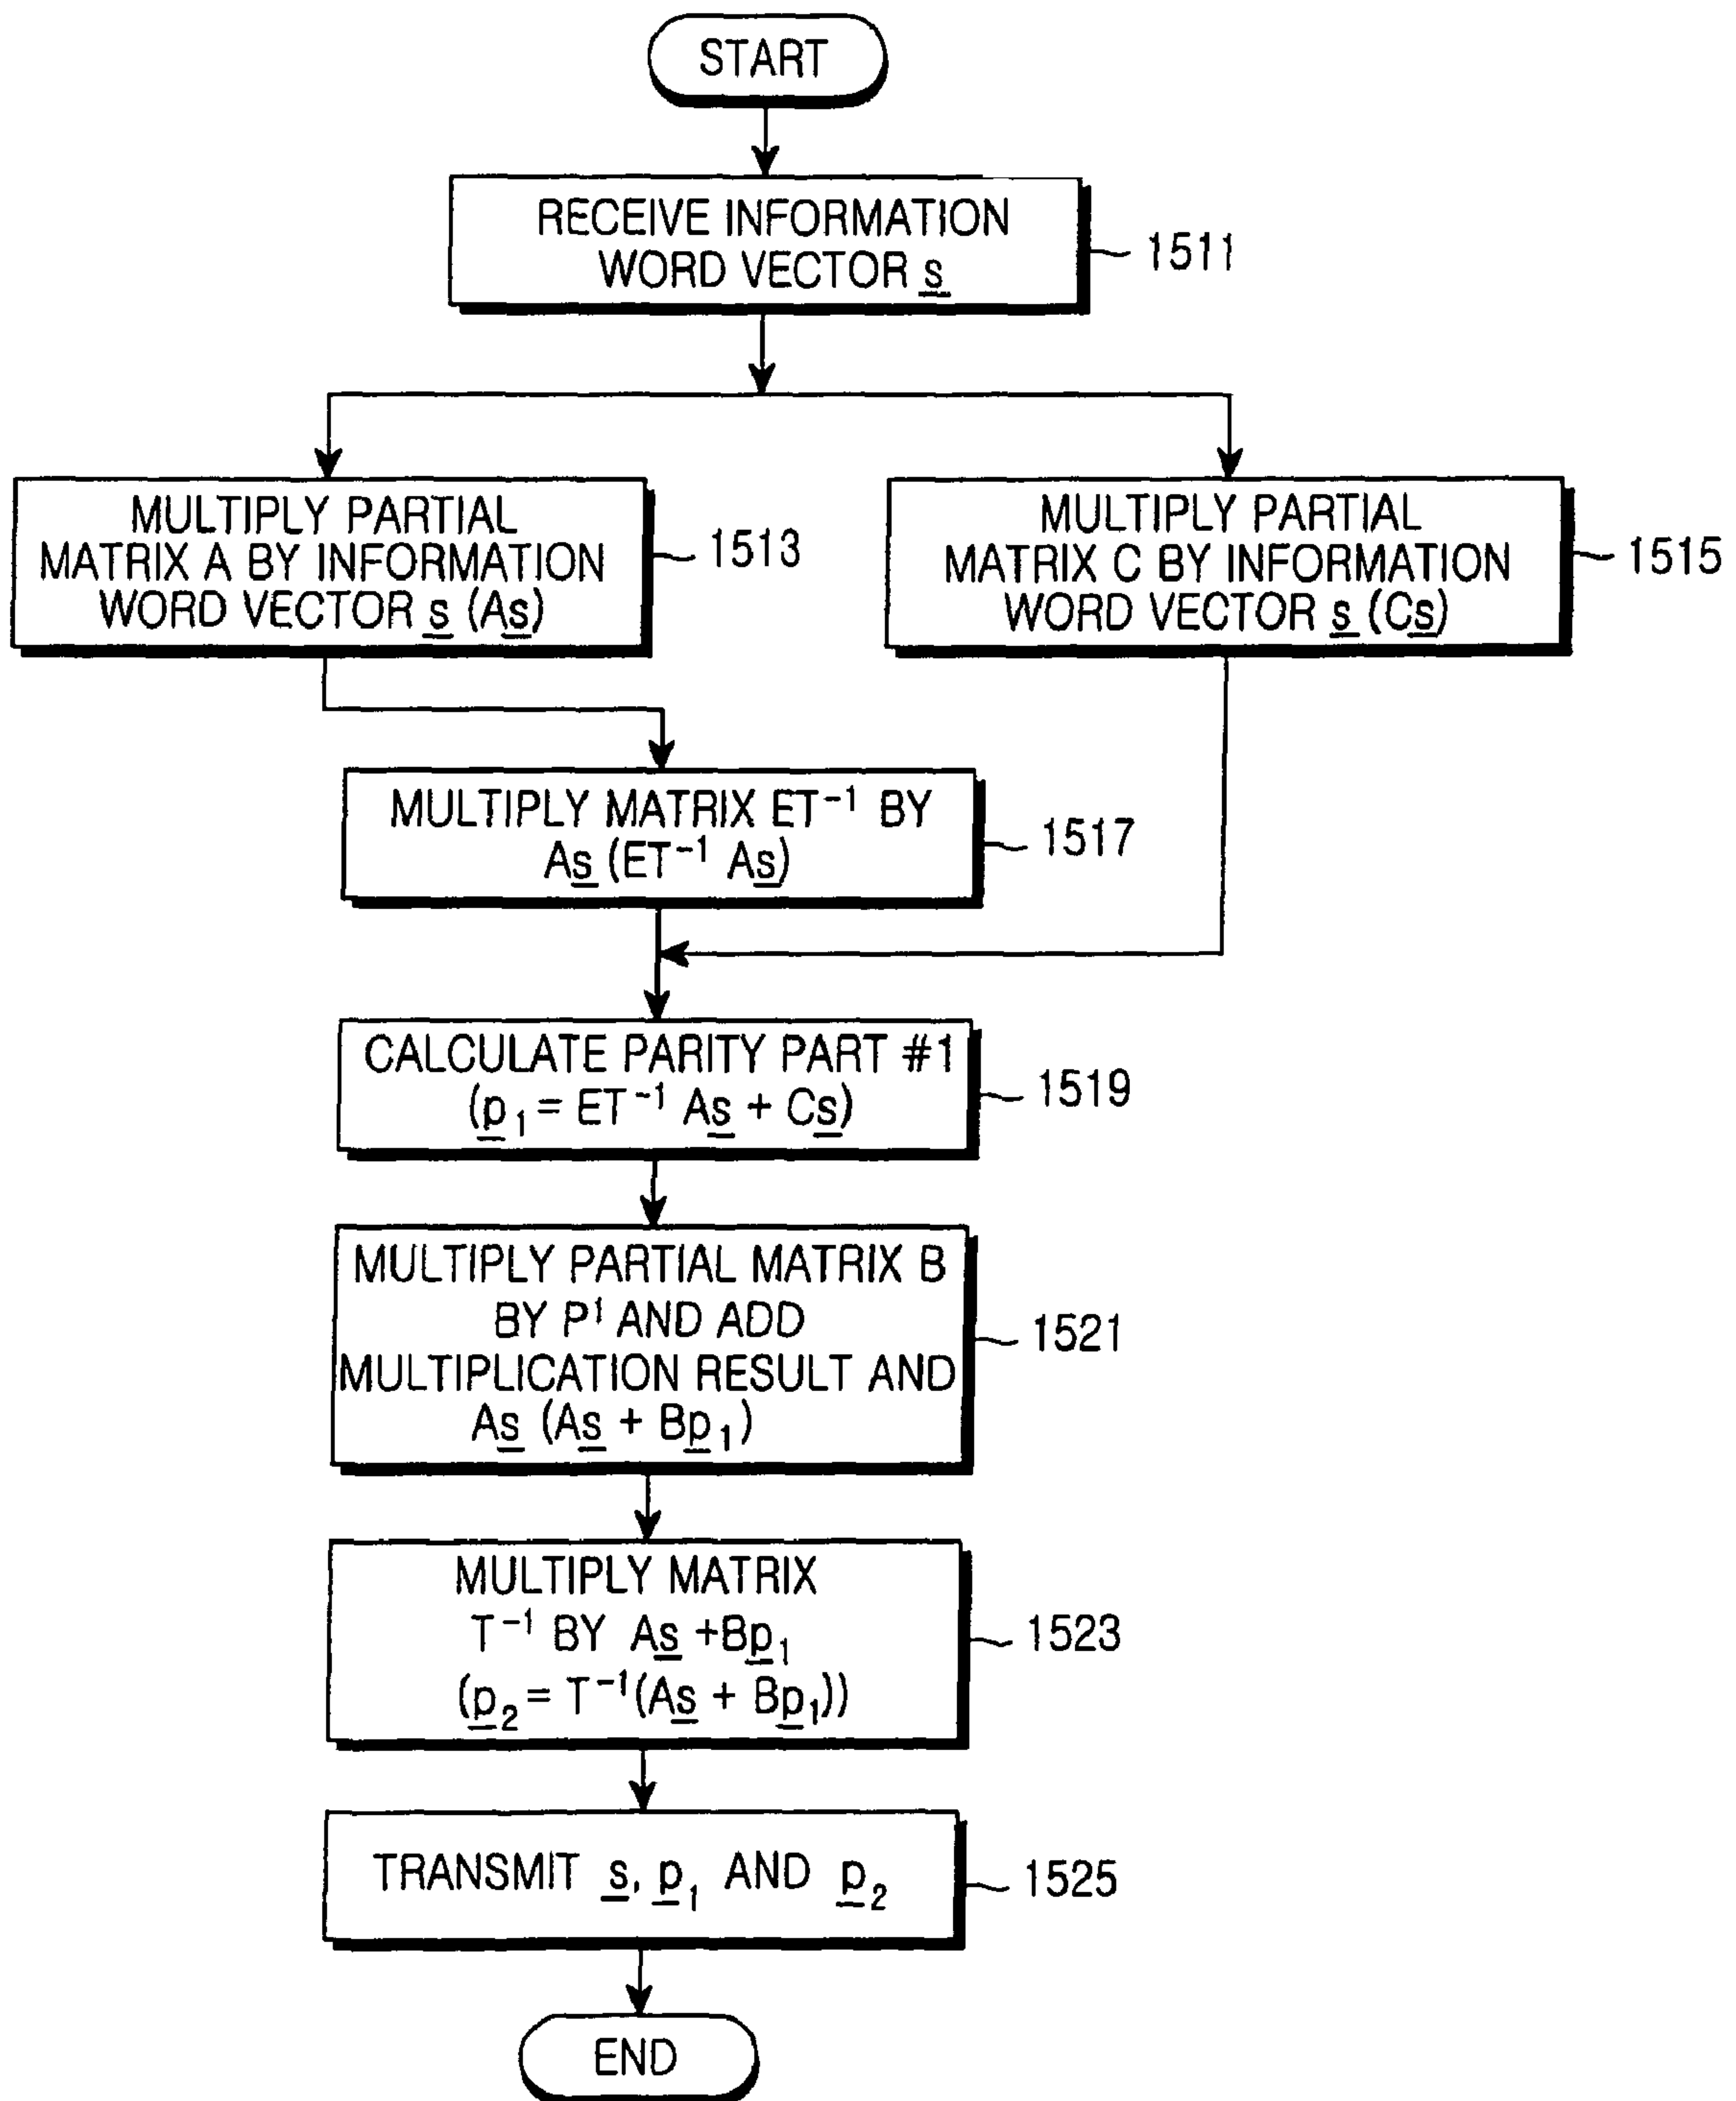 START
RECEIVE INFORMATION
WORD VECTOR s
1511
MULTIPLY PARTIAL
MATRIX A BY INFORMATION
WORD VECTOR s (As)
1513
MULTIPLY PARTIAL
MATRIX C BY INFORMATION
WORD VECTOR s (Cs)
1515
MULTIPLY MATRIX ET⁻¹ BY
As (ET⁻¹ As)
1517
CALCULATE PARITY PART #1
(p₁ = ET⁻¹ As + Cs)
1519
MULTIPLY PARTIAL MATRIX B
BY P¹ AND ADD
MULTIPLICATION RESULT AND
As (As + Bp₁)
1521
MULTIPLY MATRIX
T⁻¹ BY As +Bp₁
(p₂ = T⁻¹(As + Bp₁))
1523
TRANSMIT s, p₁ AND p₂
1525
END